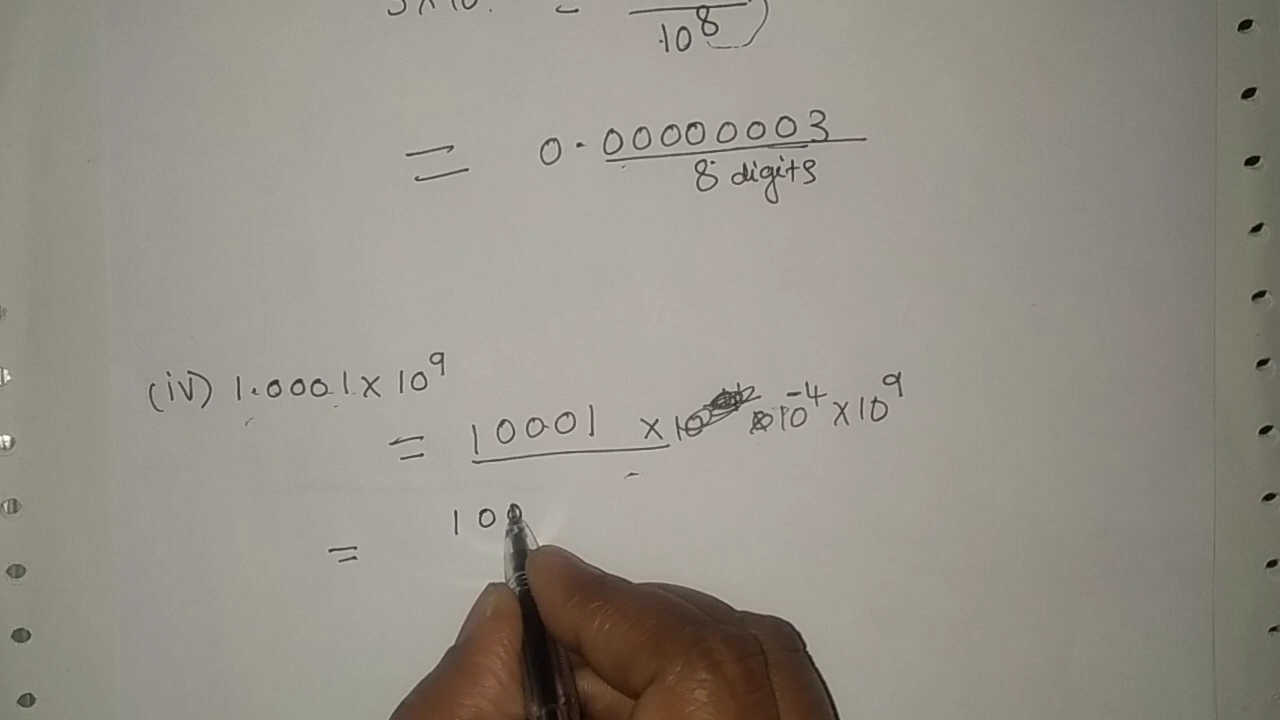 10⁸
= 0.00000003
8 digits
(iv) 1.0001 x 10⁹
= 10001 x 10⁻⁴ x 10⁹
= 100